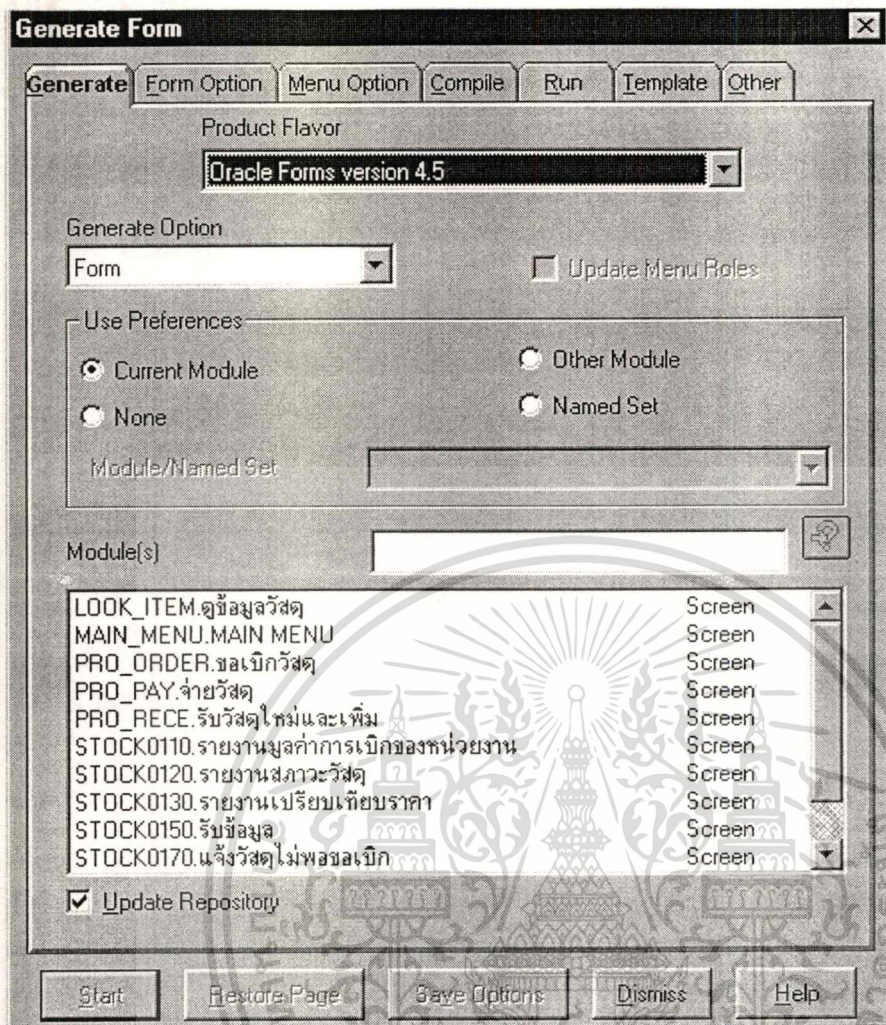 Generate Form
Generate Form Option Menu Option Compile Run Template Other
Product Flavor
Oracle Forms version 4.5
Generate Option
Form
Update Menu Roles
Use Preferences
Current Module
Other Module
None
Named Set
Module/Named Set
Module(s)
LOOK_ITEM.ดูข้อมูลวัสดุ Screen
MAIN_MENU.MAIN MENU Screen
PRO_ORDER.ขอเบิกวัสดุ Screen
PRO_PAY.จ่ายวัสดุ Screen
PRO_RECE.รับวัสดุใหม่และเพิ่ม Screen
STOCK0110.รายงานมูลค่าการเบิกของหน่วยงาน Screen
STOCK0120.รายงานสภาวะวัสดุ Screen
STOCK0130.รายงานเปรียบเทียบราคา Screen
STOCK0150.รับข้อมูล Screen
STOCK0170.แจ้งวัสดุไม่พอขอเบิก Screen
Update Repository
Start Restore Page Save Options Dismiss Help